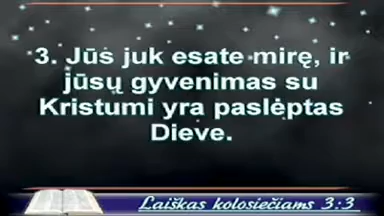 3. Jūs juk esate mirę, ir
jūsų gyvenimas su
Kristumi yra paslėptas
Dieve.
Laiškas kolosiečiams 3:3